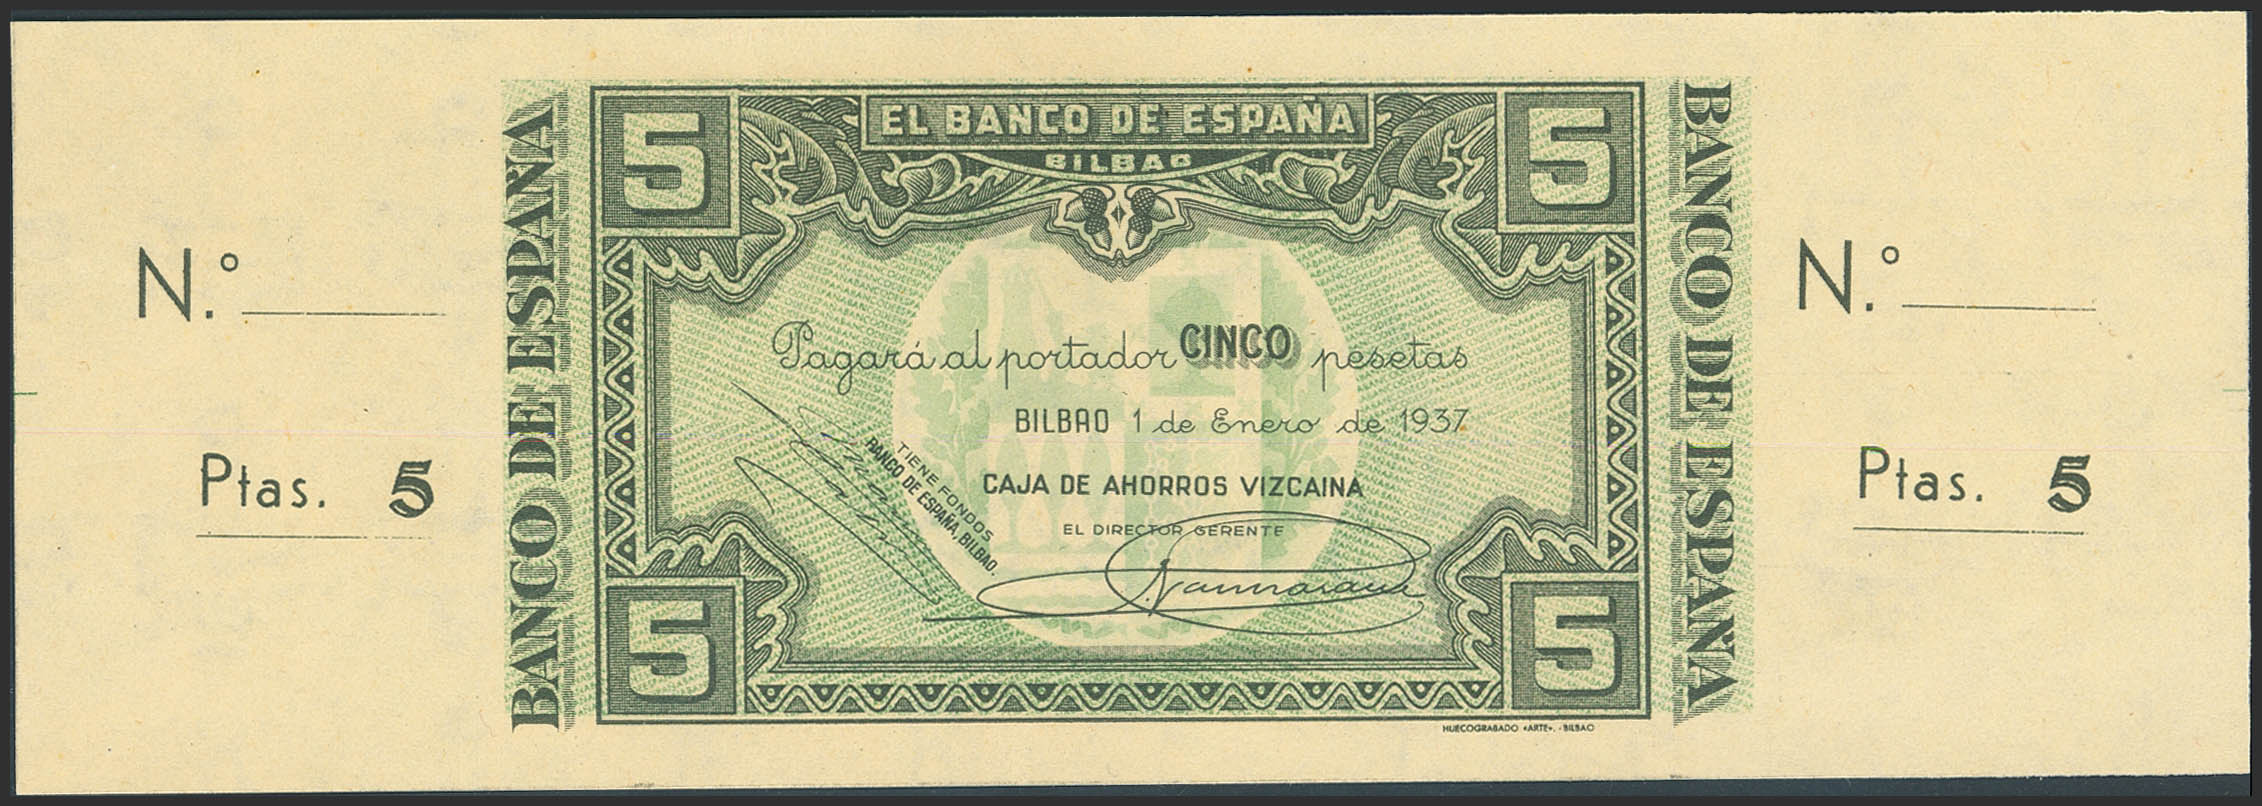 EL BANCO DE ESPAÑA
BILBAO
5
5
BANCO DE ESPAÑA
BANCO DE ESPAÑA
N.º
N.º
Pagará al portador CINCO pesetas
BILBAO 1 de Enero de 1937
Ptas. 5
Ptas. 5
CAJA DE AHORROS VIZCAINA
TIENE FONDOS
BANCO DE ESPAÑA, BILBAO.
EL DIRECTOR GERENTE
5
5
HUECOGRABADO «ARTE». - BILBAO